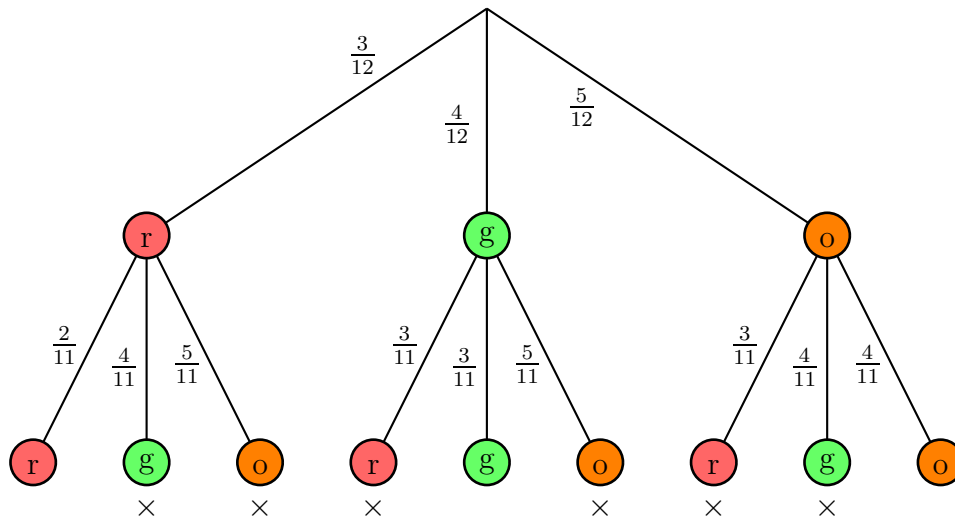 3/12
4/12
5/12
r g o
2/11 4/11 5/11 3/11 3/11 5/11 3/11 4/11 4/11
r g o r g o r g o
× × × × × ×